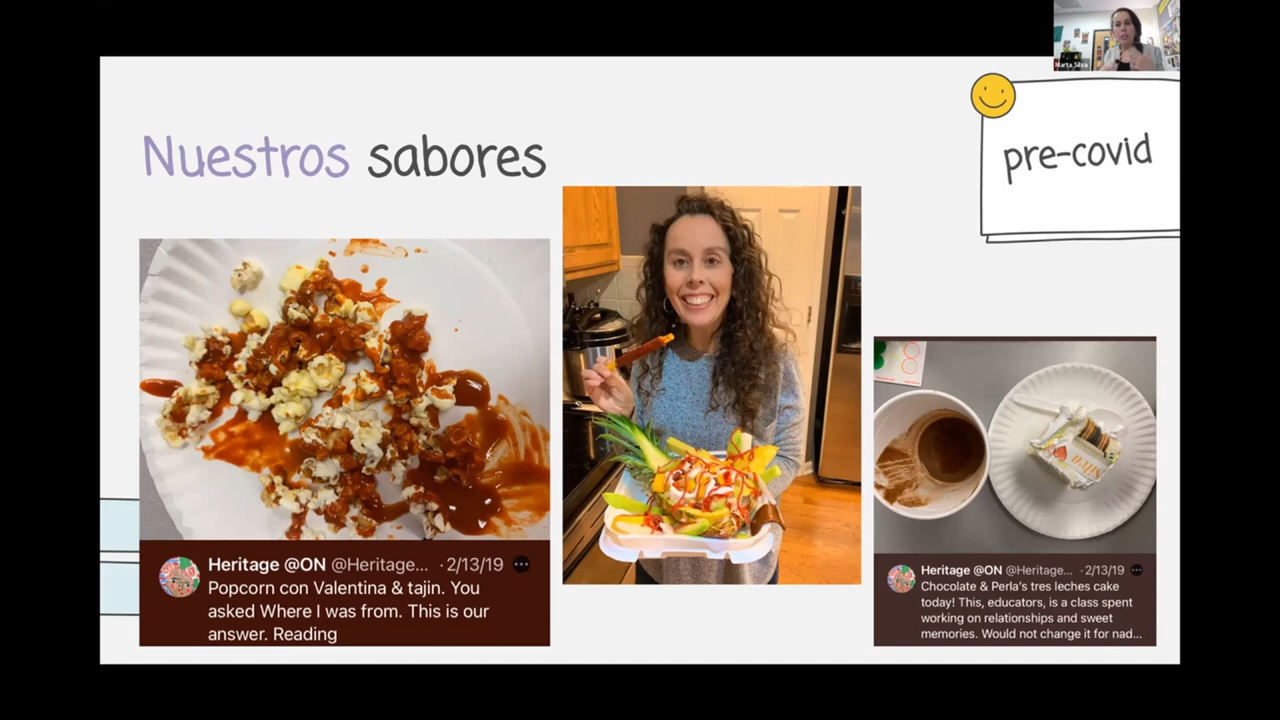 Marta Silva
Nuestros sabores
pre-covid
Heritage @ON @Heritage... · 2/13/19
Popcorn con Valentina & tajin. You
asked Where I was from. This is our
answer. Reading
Heritage @ON @Heritage... · 2/13/19
Chocolate & Perla's tres leches cake
today! This, educators, is a class spent
working on relationships and sweet
memories. Would not change it for nad...